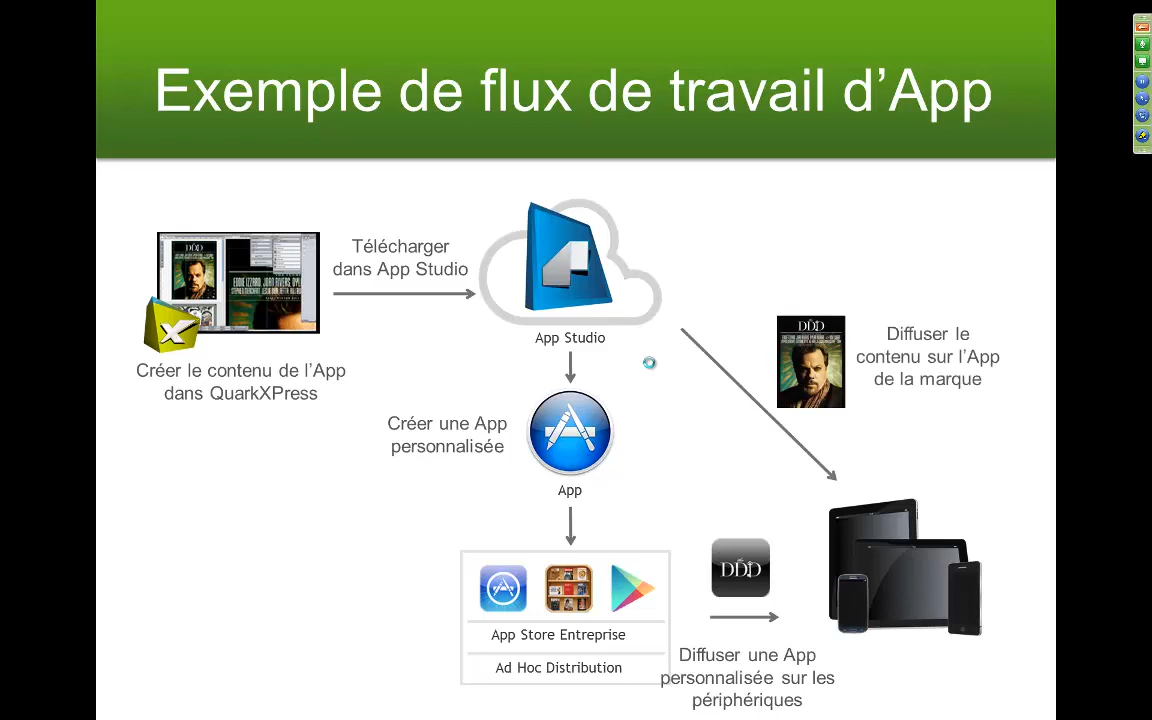 Exemple de flux de travail d’App
Télécharger
dans App Studio
Créer le contenu de l’App
dans QuarkXPress
App Studio
DDD
Diffuser le
contenu sur l’App
de la marque
Créer une App
personnalisée
App
App Store Entreprise
Ad Hoc Distribution
DDD
Diffuser une App
personnalisée sur les
périphériques